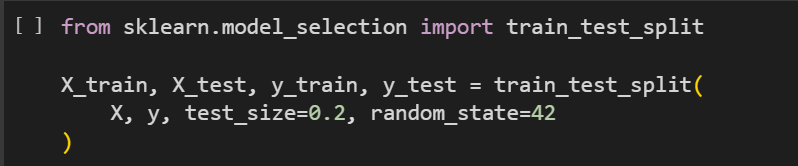 [ ] from sklearn.model_selection import train_test_split
X_train, X_test, y_train, y_test = train_test_split(
    X, y, test_size=0.2, random_state=42
)